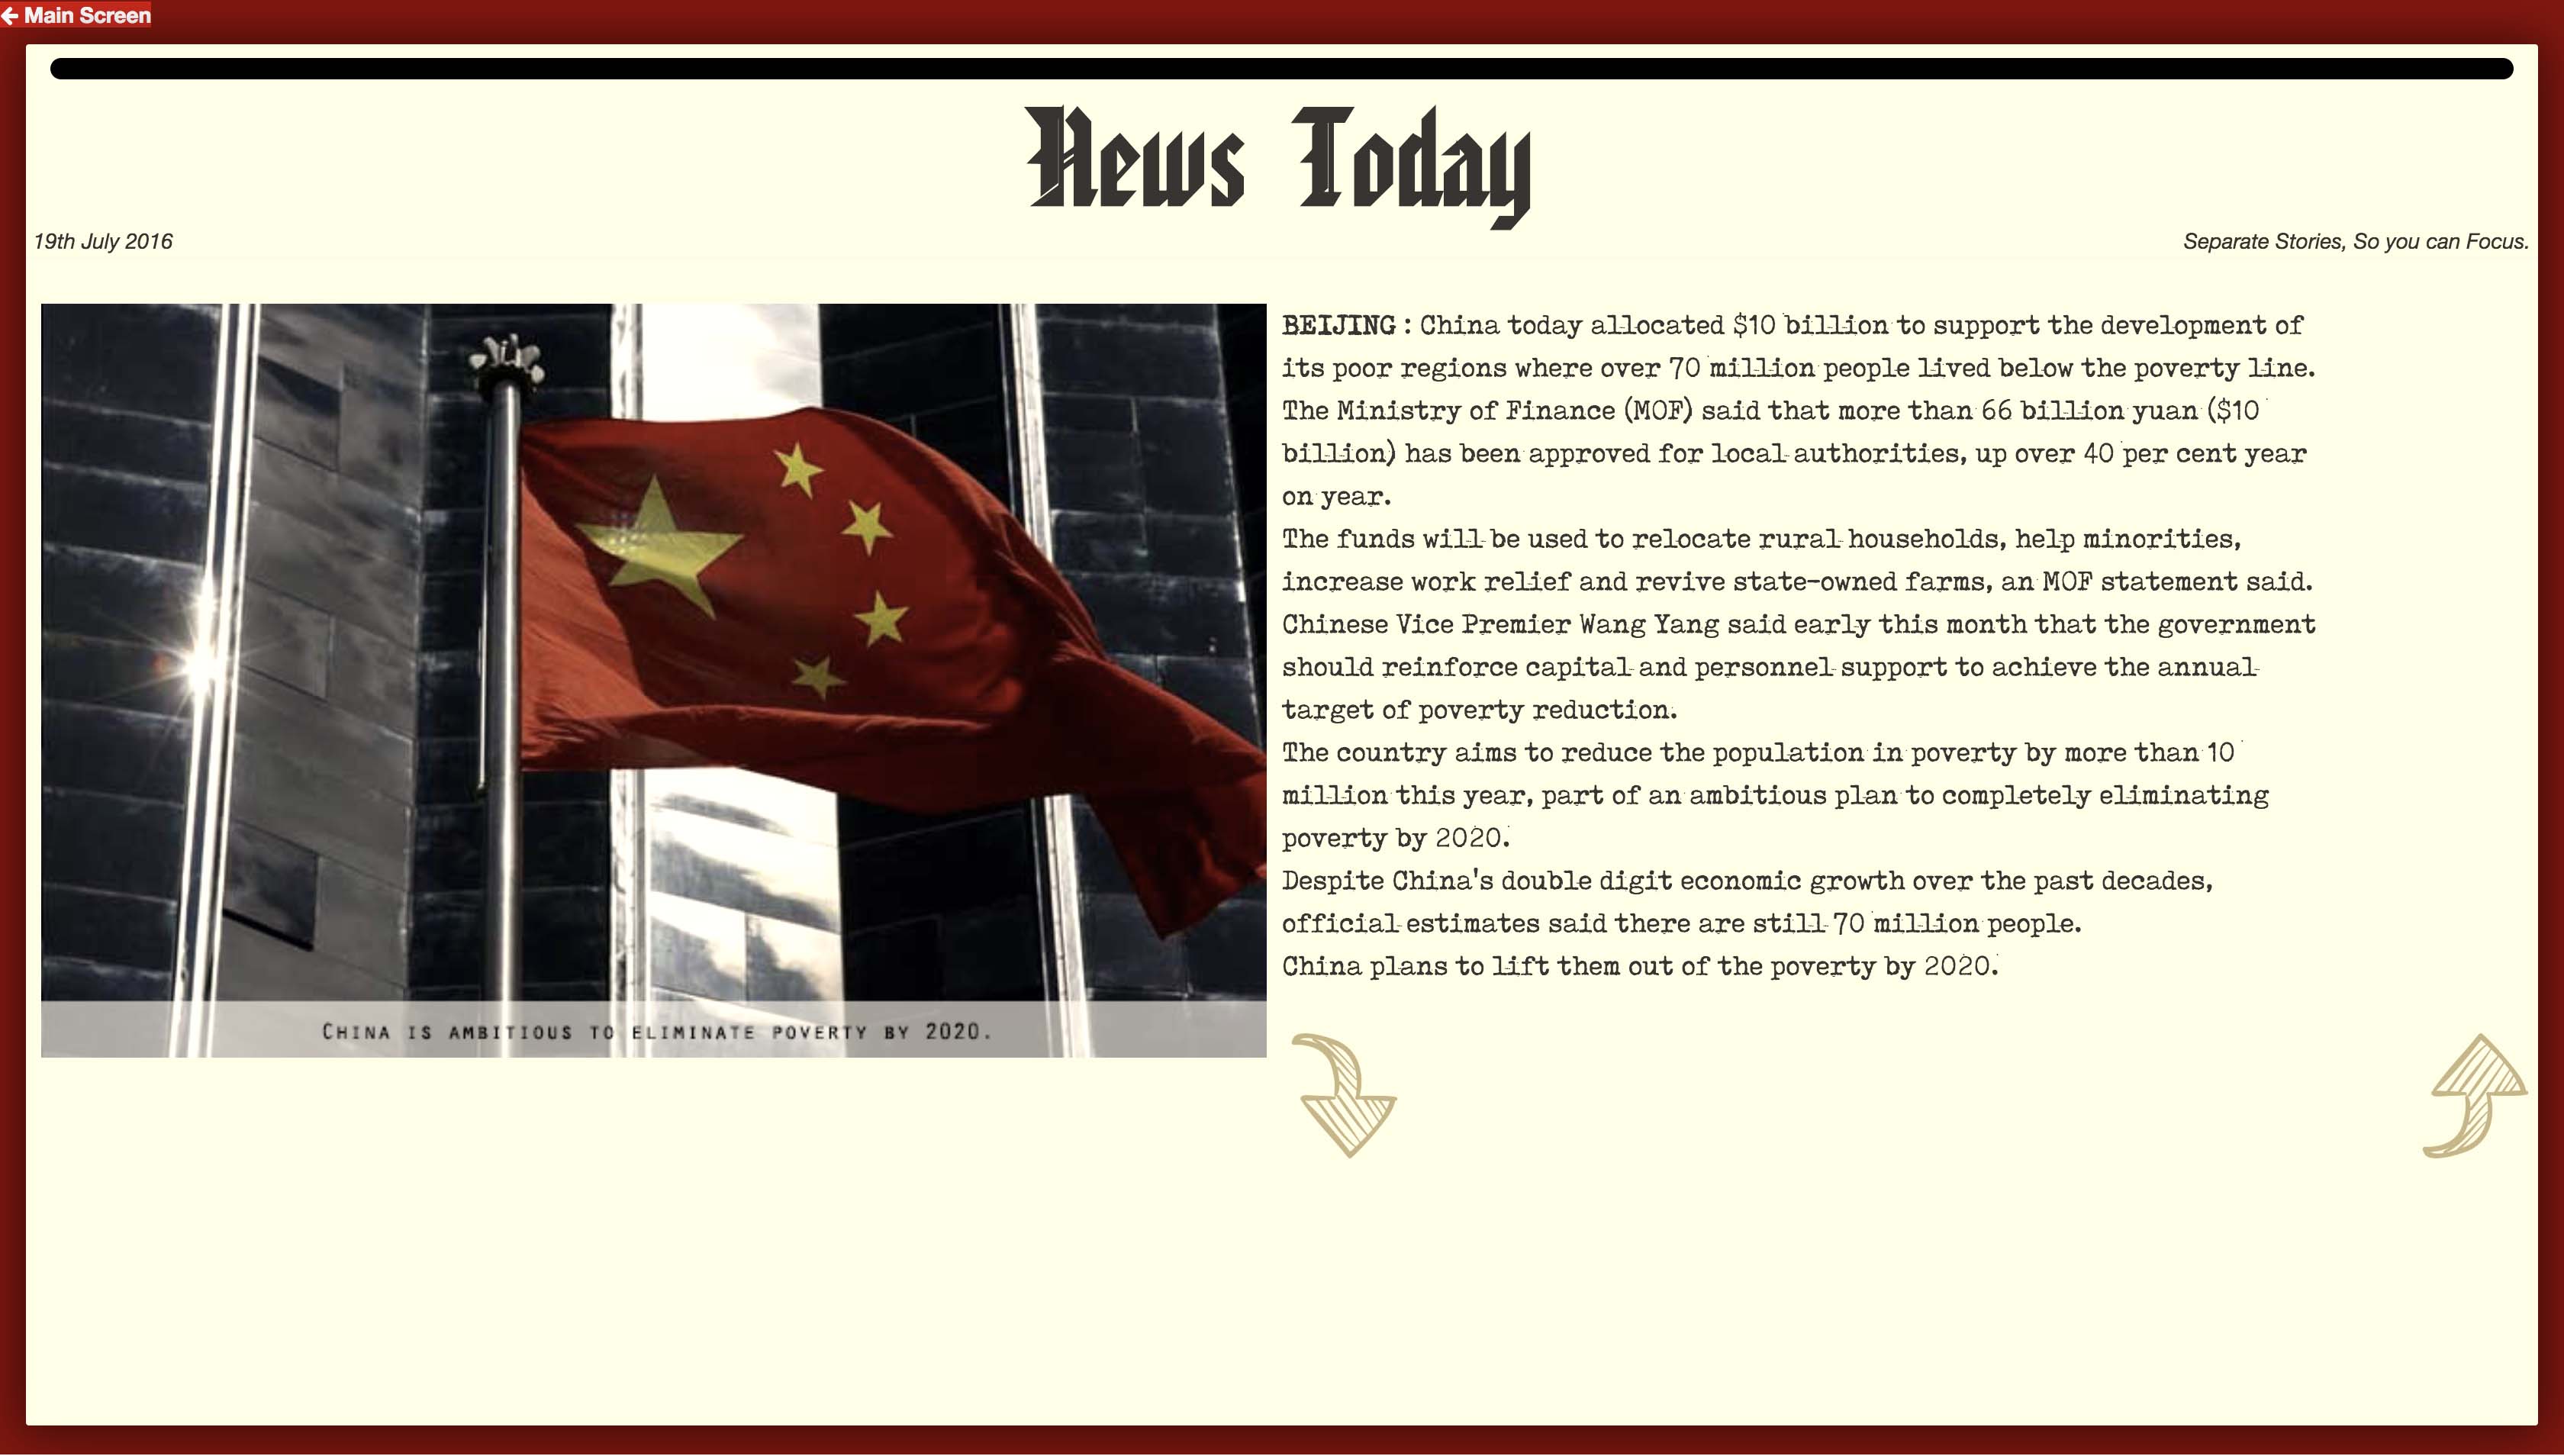 Main Screen
News Today
19th July 2016
Separate Stories, So you can Focus.
BEIJING : China today allocated $10 billion to support the development of
its poor regions where over 70 million people lived below the poverty line.
The Ministry of Finance (MOF) said that more than 66 billion yuan ($10
billion) has been approved for local authorities, up over 40 per cent year
on year.
The funds will be used to relocate rural households, help minorities,
increase work relief and revive state-owned farms, an MOF statement said.
Chinese Vice Premier Wang Yang said early this month that the government
should reinforce capital and personnel support to achieve the annual
target of poverty reduction.
The country aims to reduce the population in poverty by more than 10
million this year, part of an ambitious plan to completely eliminating
poverty by 2020.
Despite China's double digit economic growth over the past decades,
official estimates said there are still 70 million people.
China plans to lift them out of the poverty by 2020.
China is ambitious to eliminate poverty by 2020.